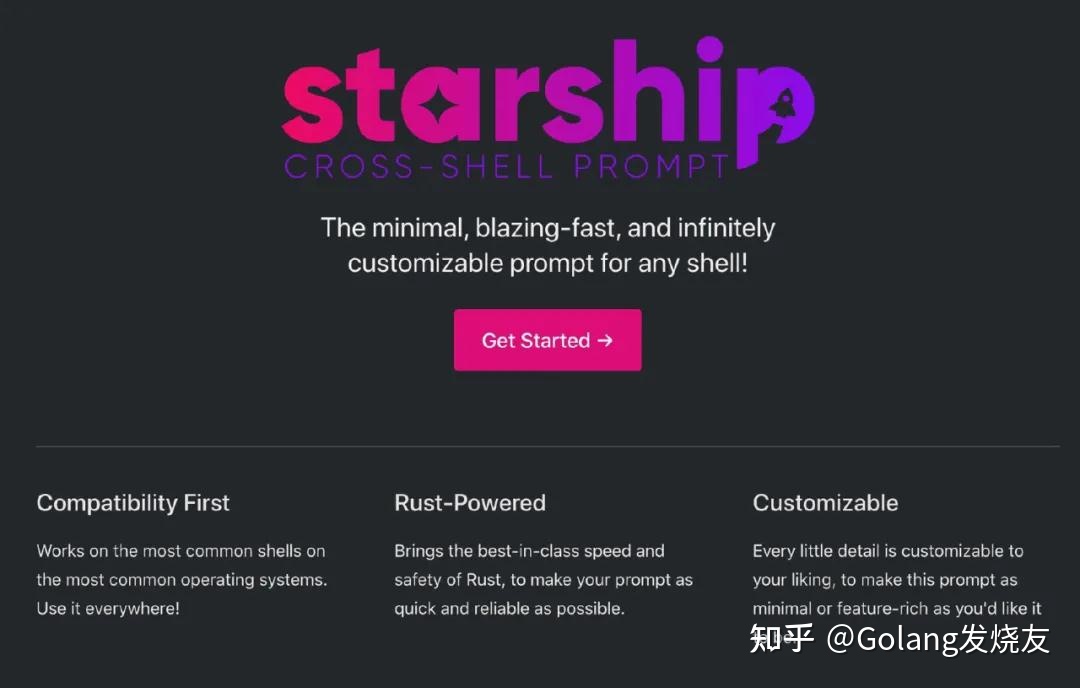 starship
CROSS-SHELL PROMPT
The minimal, blazing-fast, and infinitely
customizable prompt for any shell!
Get Started →
Compatibility First
Works on the most common shells on
the most common operating systems.
Use it everywhere!
Rust-Powered
Brings the best-in-class speed and
safety of Rust, to make your prompt as
quick and reliable as possible.
Customizable
Every little detail is customizable to
your liking, to make this prompt as
minimal or feature-rich as you'd like it
知乎 @Golang发烧友